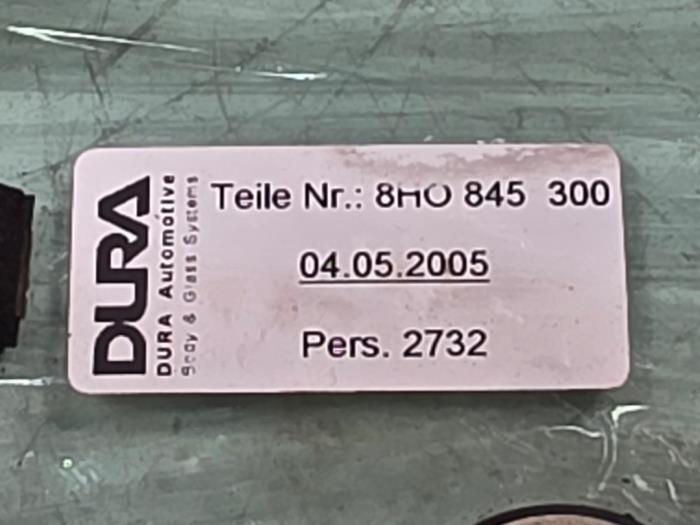 DURA
DURA Automotive
Body & Glass Systems
Teile Nr.: 8HO 845 300
04.05.2005
Pers. 2732